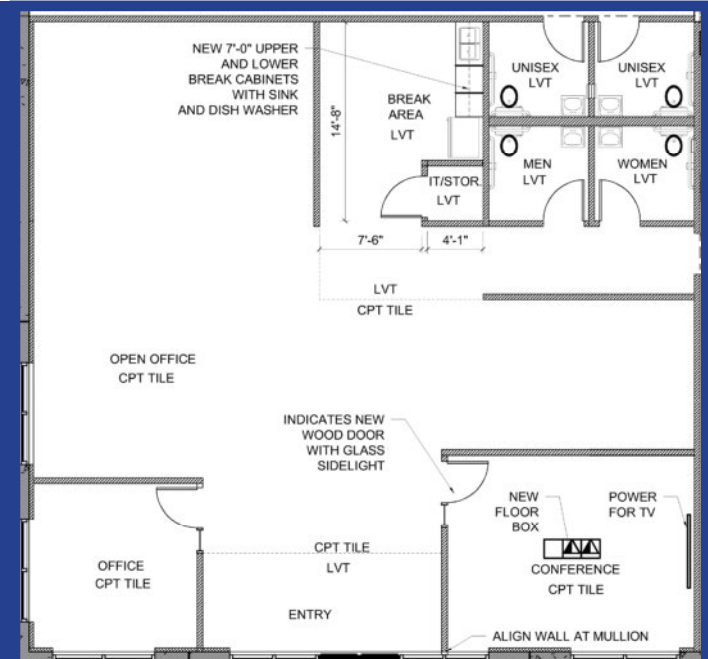 NEW 7'-0" UPPER
AND LOWER
BREAK CABINETS
WITH SINK
AND DISH WASHER
14'-8"
BREAK
AREA
LVT
UNISEX
LVT
UNISEX
LVT
MEN
LVT
WOMEN
LVT
IT/STOR.
LVT
7'-6"
4'-1"
LVT
CPT TILE
OPEN OFFICE
CPT TILE
INDICATES NEW
WOOD DOOR
WITH GLASS
SIDELIGHT
NEW
FLOOR
BOX
POWER
FOR TV
CONFERENCE
CPT TILE
OFFICE
CPT TILE
CPT TILE
LVT
ENTRY
ALIGN WALL AT MULLION